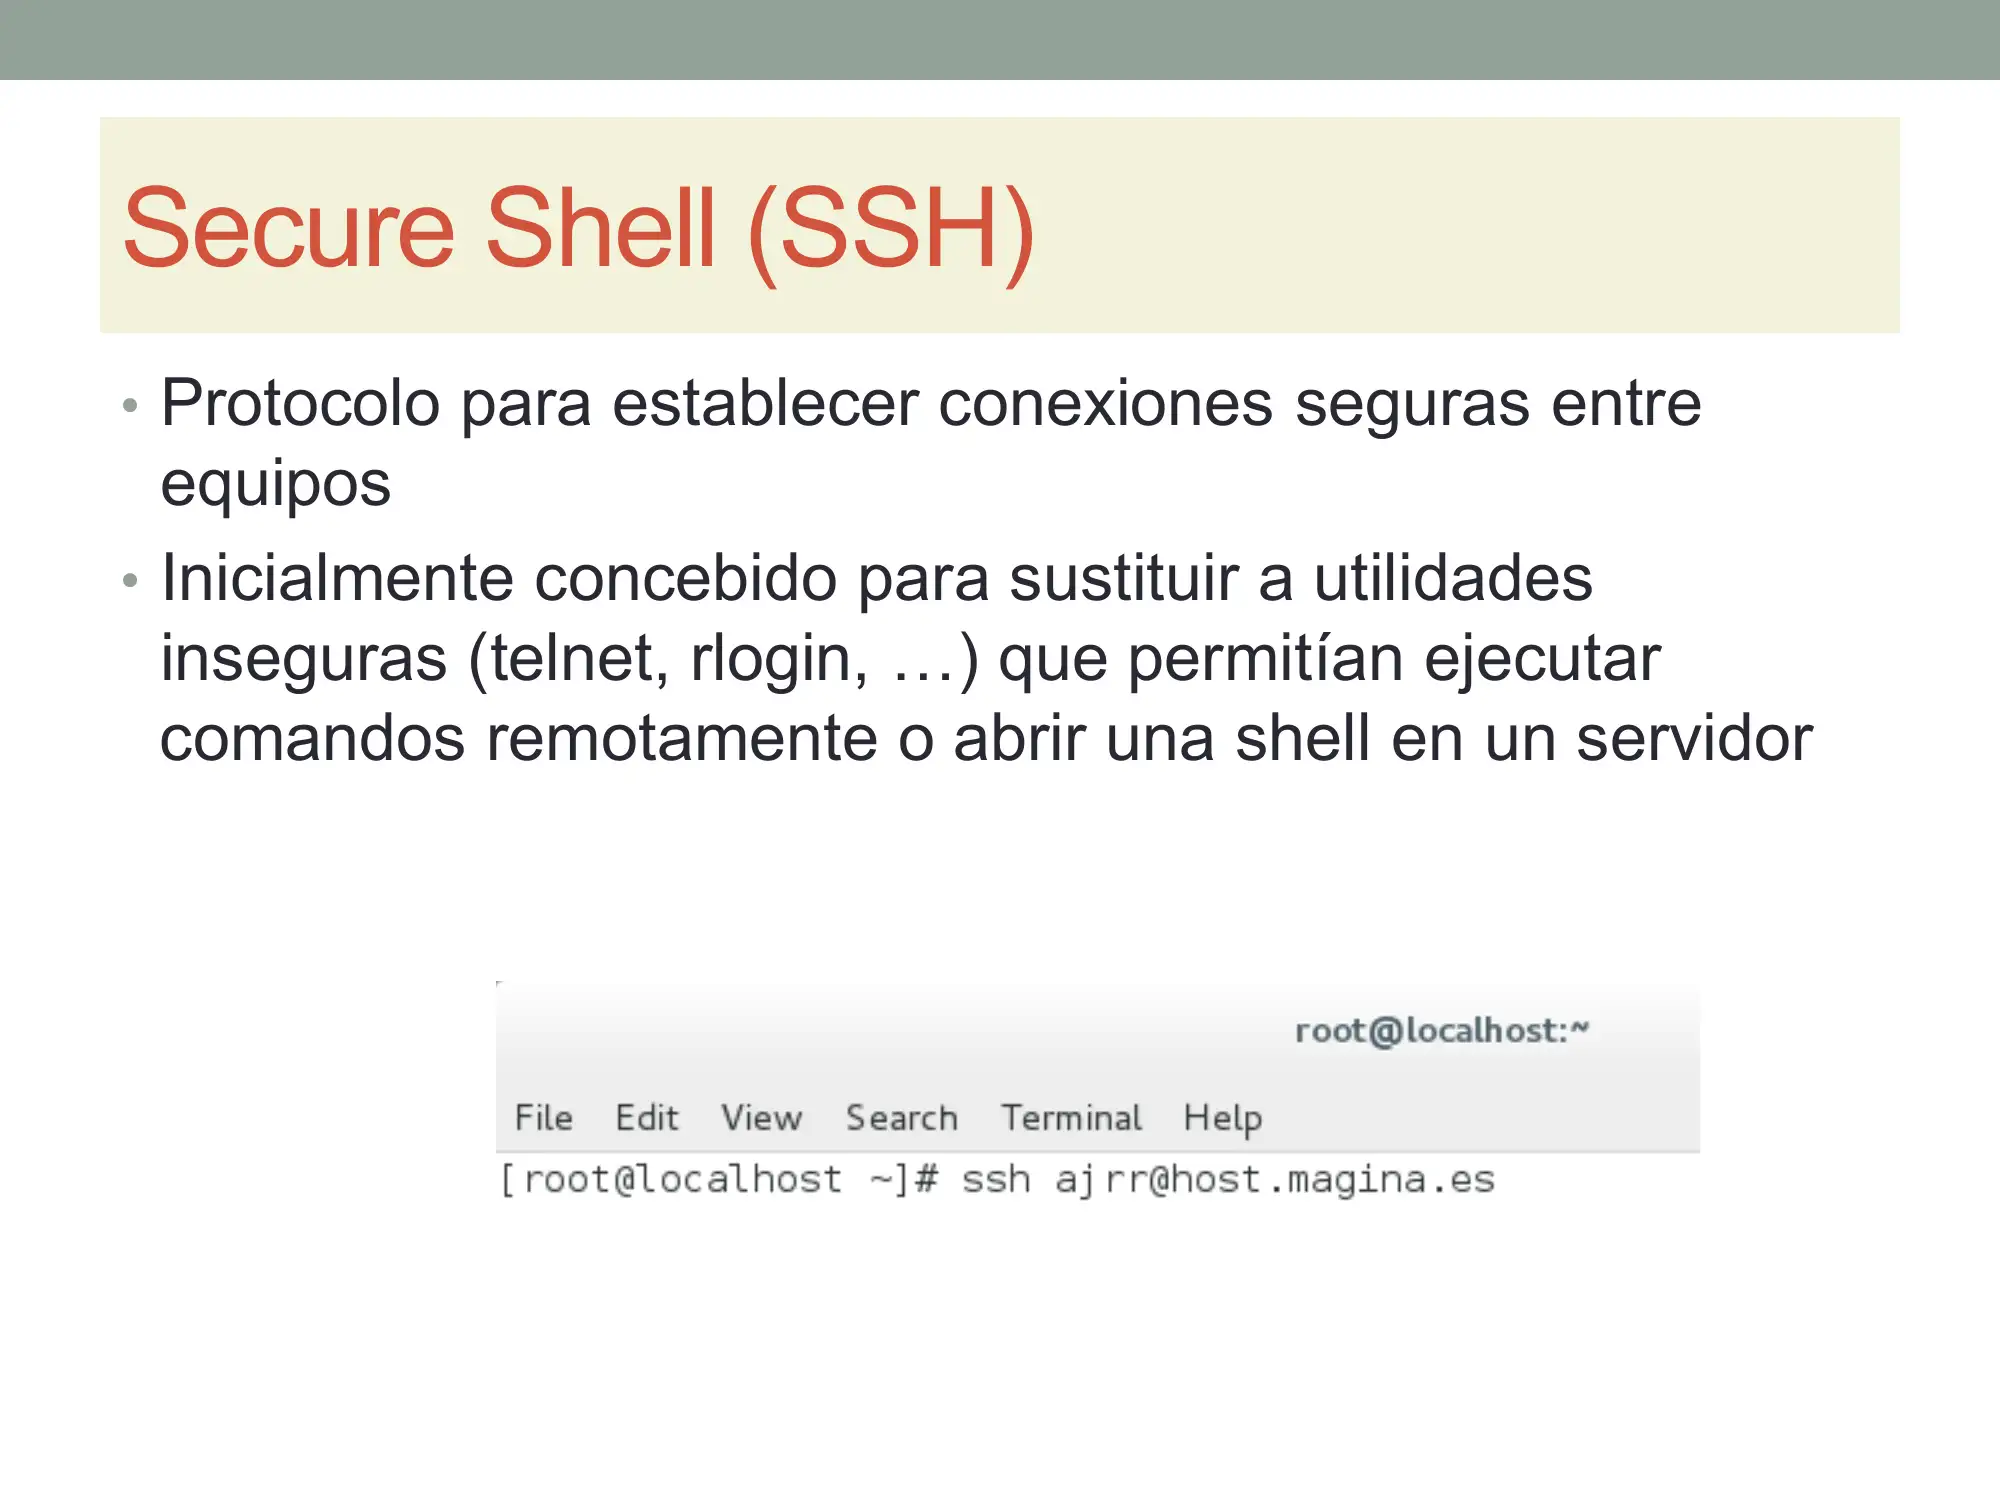 Secure Shell (SSH)
• Protocolo para establecer conexiones seguras entre
equipos
• Inicialmente concebido para sustituir a utilidades
inseguras (telnet, rlogin, …) que permitían ejecutar
comandos remotamente o abrir una shell en un servidor
root@localhost:~
File Edit View Search Terminal Help
[root@localhost ~]# ssh ajrr@host.magina.es